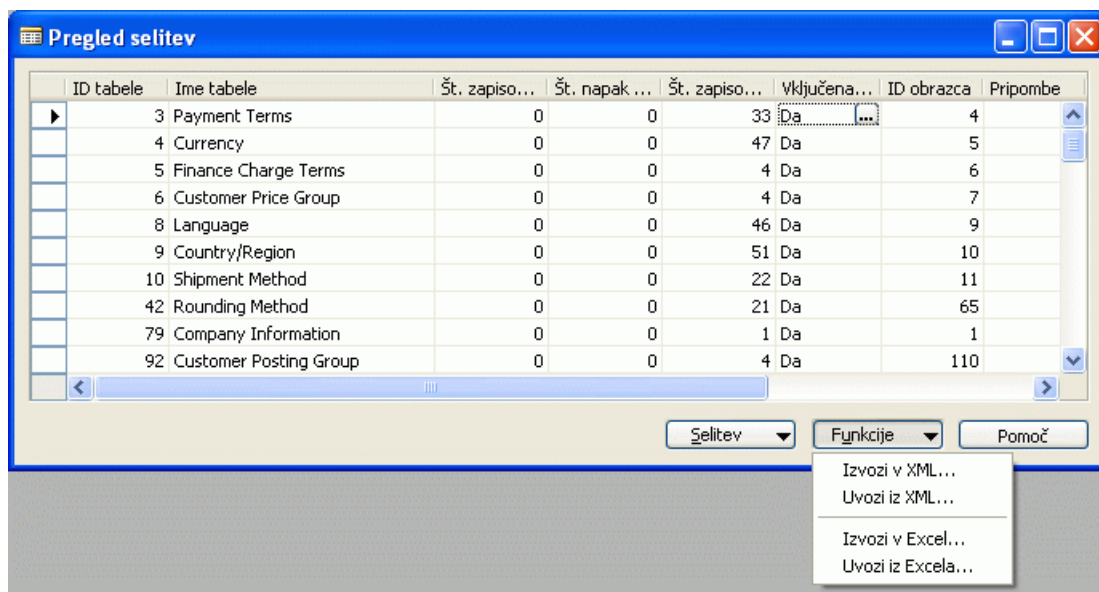 Pregled selitev
ID tabele Ime tabele Št. zapiso... Št. napak ... Št. zapiso... Vključena... ID obrazca Pripombe
3 Payment Terms 0 0 33 Da ... 4
4 Currency 0 0 47 Da 5
5 Finance Charge Terms 0 0 4 Da 6
6 Customer Price Group 0 0 4 Da 7
8 Language 0 0 46 Da 9
9 Country/Region 0 0 51 Da 10
10 Shipment Method 0 0 22 Da 11
42 Rounding Method 0 0 21 Da 65
79 Company Information 0 0 1 Da 1
92 Customer Posting Group 0 0 4 Da 110
Selitev Funkcije Pomoč
Izvozi v XML...
Uvozi iz XML...
Izvozi v Excel...
Uvozi iz Excela...